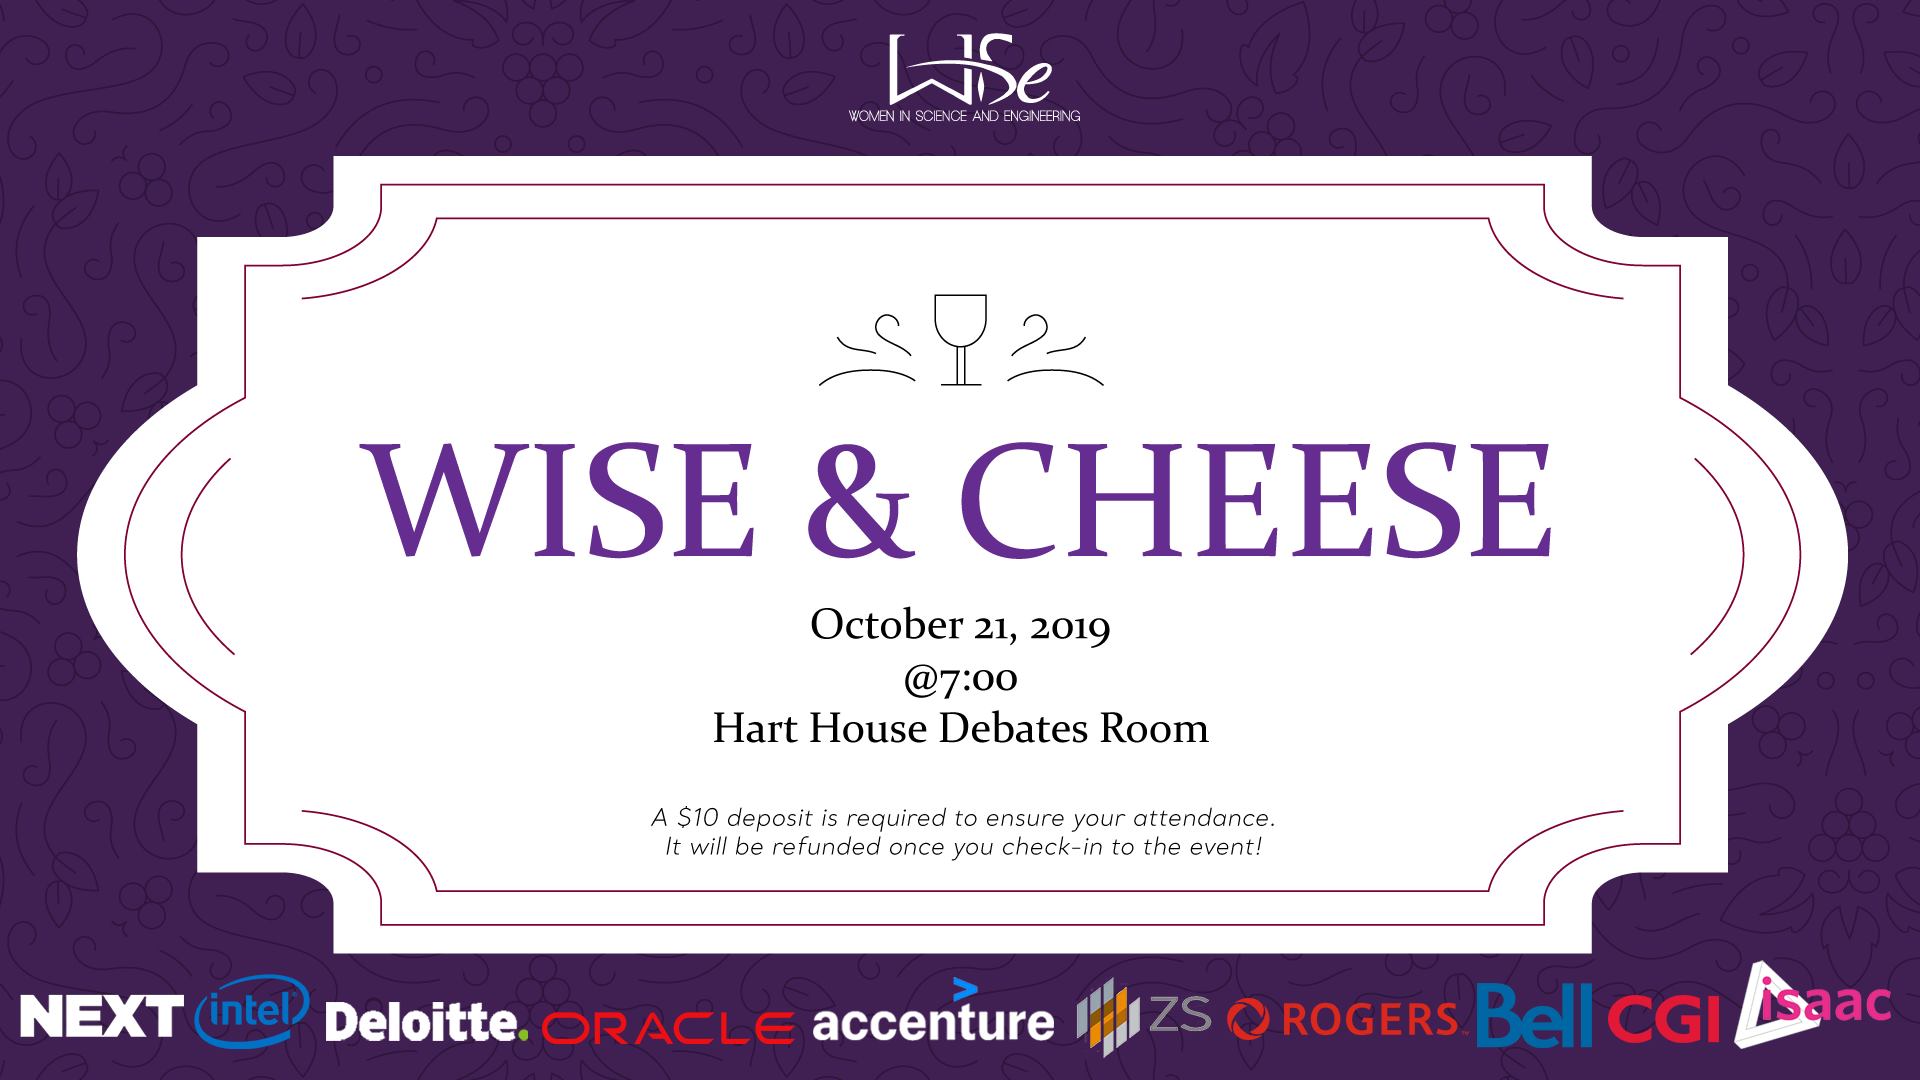 WISe
WOMEN IN SCIENCE AND ENGINEERING
WISE & CHEESE
October 21, 2019
@7:00
Hart House Debates Room
A $10 deposit is required to ensure your attendance.
It will be refunded once you check-in to the event!
NEXT intel Deloitte. ORACLE accenture ZS ROGERS Bell CGI isaac